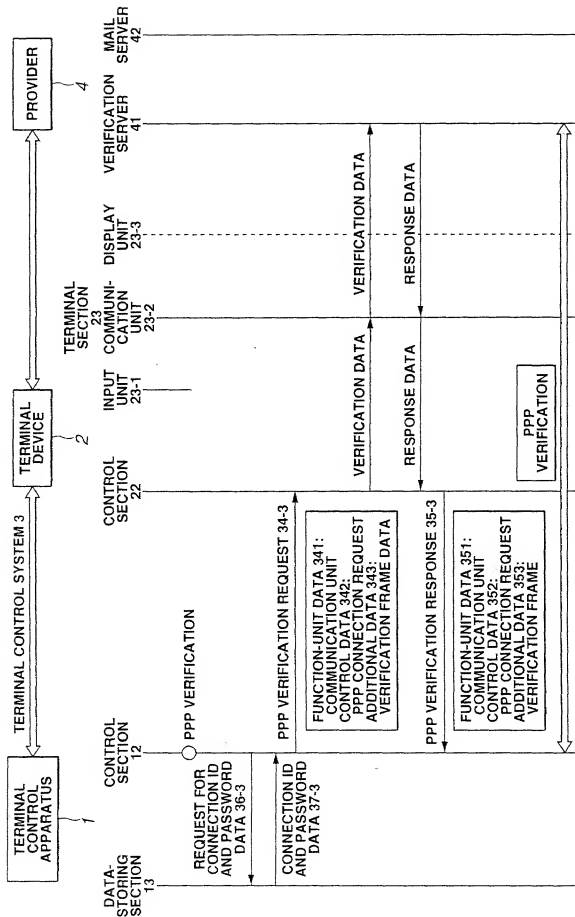 TERMINAL
CONTROL
APPARATUS
1
TERMINAL CONTROL SYSTEM 3
TERMINAL
DEVICE
2
PROVIDER
4
DATA-
STORING
SECTION
13
CONTROL
SECTION
12
CONTROL
SECTION
22
INPUT
UNIT
23-1
TERMINAL
SECTION
23
COMMUNI-
CATION
UNIT
23-2
DISPLAY
UNIT
23-3
VERIFICATION
SERVER
41
MAIL
SERVER
42
PPP VERIFICATION
REQUEST FOR
CONNECTION ID
AND PASSWORD
DATA 36-3
CONNECTION ID
AND PASSWORD
DATA 37-3
PPP VERIFICATION REQUEST 34-3
FUNCTION-UNIT DATA 341:
COMMUNICATION UNIT
CONTROL DATA 342:
PPP CONNECTION REQUEST
ADDITIONAL DATA 343:
VERIFICATION FRAME DATA
VERIFICATION DATA
VERIFICATION DATA
RESPONSE DATA
RESPONSE DATA
PPP VERIFICATION RESPONSE 35-3
FUNCTION-UNIT DATA 351:
COMMUNICATION UNIT
CONTROL DATA 352:
PPP CONNECTION REQUEST
ADDITIONAL DATA 353:
VERIFICATION FRAME
PPP
VERIFICATION